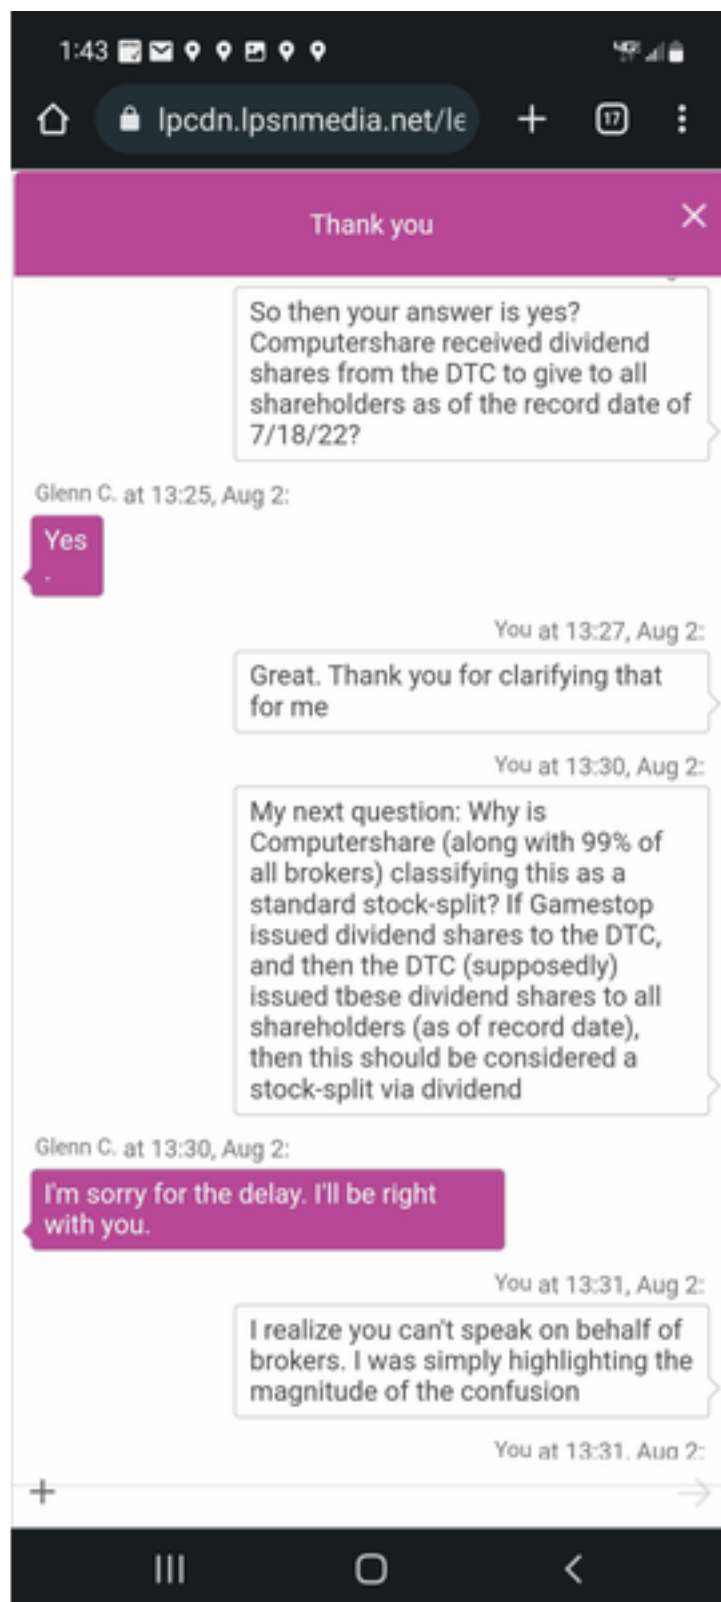 1:43
lpcdn.lpsnmedia.net/le
17
Thank you
So then your answer is yes?
Computershare received dividend
shares from the DTC to give to all
shareholders as of the record date of
7/18/22?
Glenn C. at 13:25, Aug 2:
Yes
.
You at 13:27, Aug 2:
Great. Thank you for clarifying that
for me
You at 13:30, Aug 2:
My next question: Why is
Computershare (along with 99% of
all brokers) classifying this as a
standard stock-split? If Gamestop
issued dividend shares to the DTC,
and then the DTC (supposedly)
issued tbese dividend shares to all
shareholders (as of record date),
then this should be considered a
stock-split via dividend
Glenn C. at 13:30, Aug 2:
I'm sorry for the delay. I'll be right
with you.
You at 13:31, Aug 2:
I realize you can't speak on behalf of
brokers. I was simply highlighting the
magnitude of the confusion
You at 13:31, Aug 2: